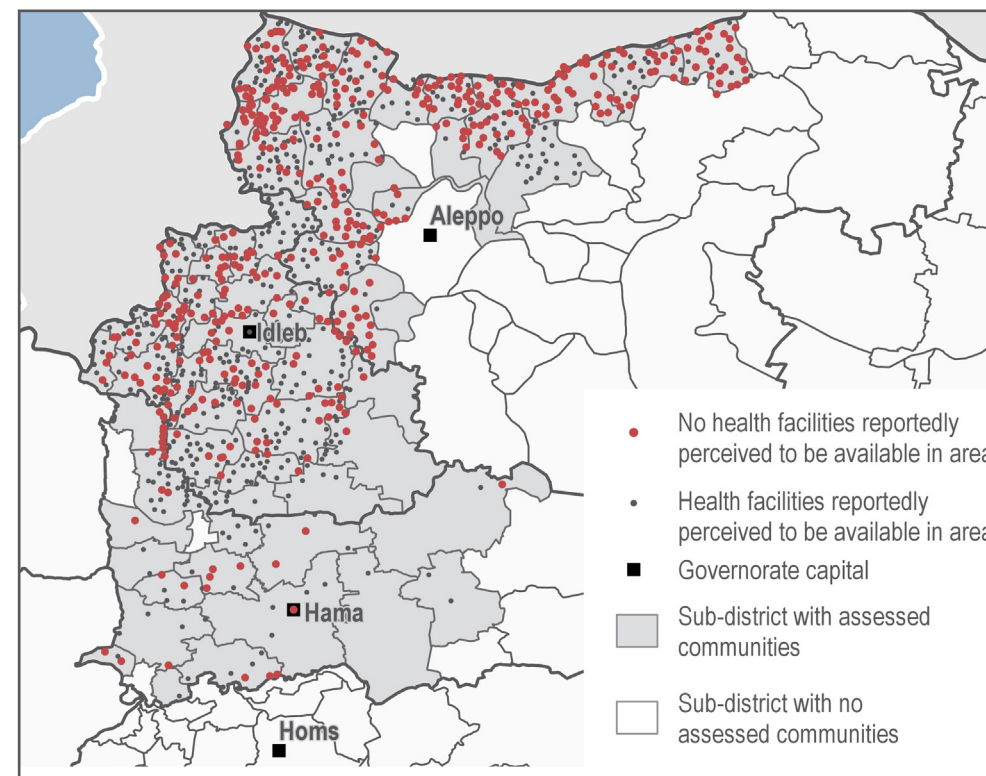 Aleppo
Idleb
No health facilities reportedly
perceived to be available in area
Health facilities reportedly
perceived to be available in area
Governorate capital
Hama
Sub-district with assessed
communities
Sub-district with no
assessed communities
Homs